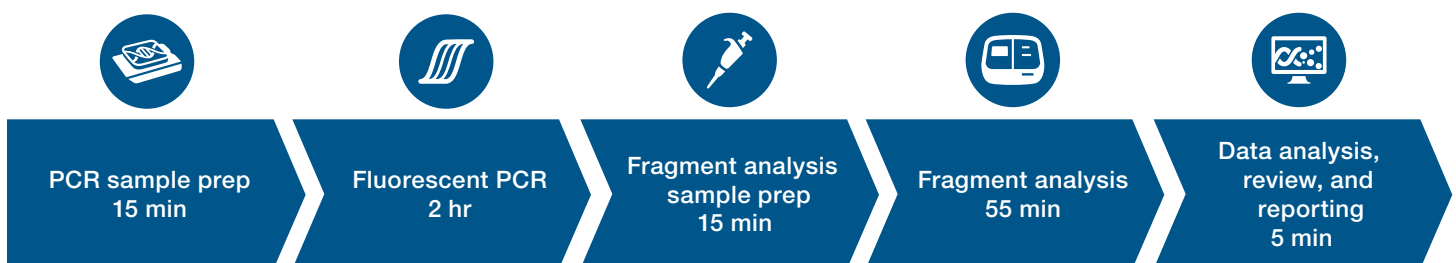 PCR sample prep
15 min
Fluorescent PCR
2 hr
Fragment analysis
sample prep
15 min
Fragment analysis
55 min
Data analysis,
review, and
reporting
5 min